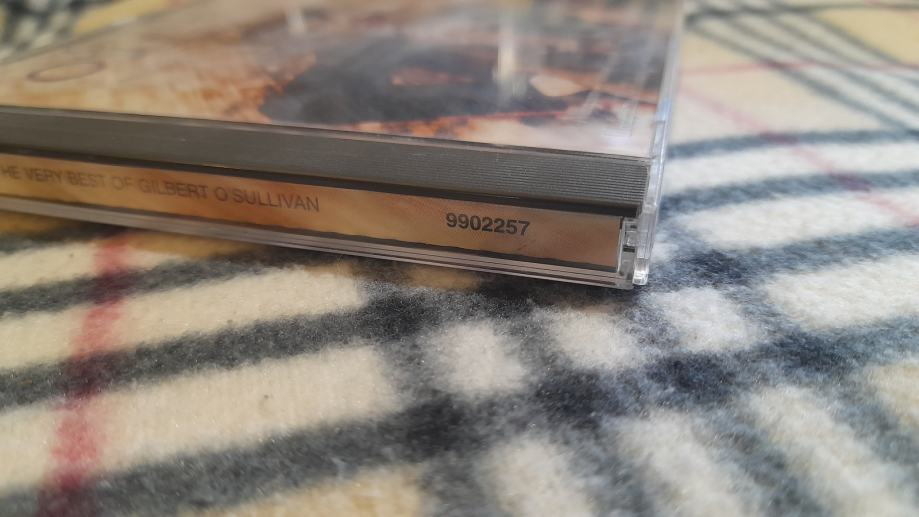 HE VERY BEST OF GILBERT O'SULLIVAN 9902257